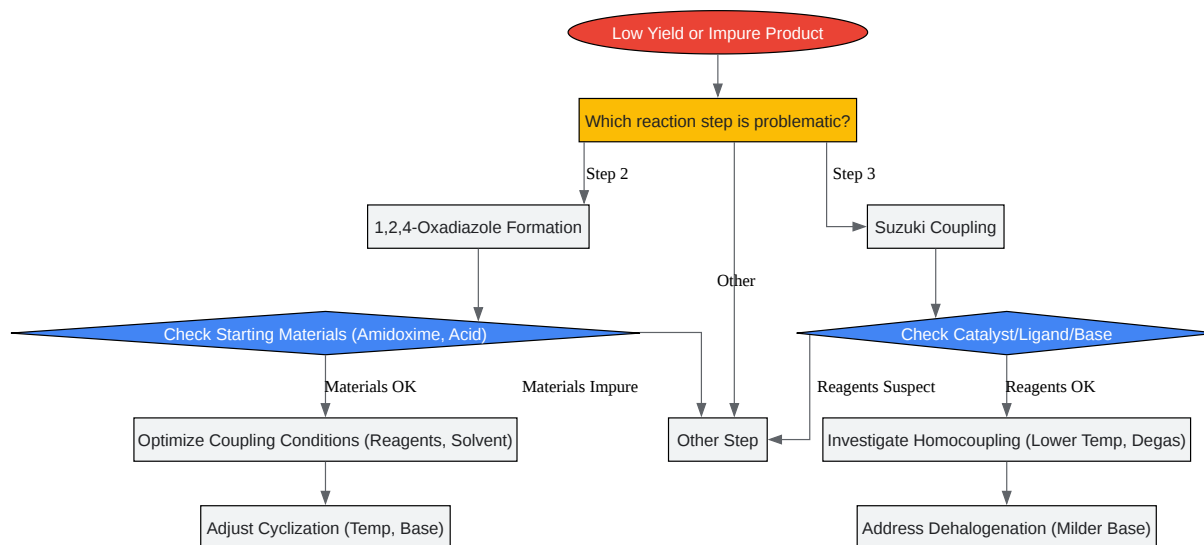 Low Yield or Impure Product
Which reaction step is problematic?
Step 2
Step 3
1,2,4-Oxadiazole Formation
Suzuki Coupling
Other
Check Starting Materials (Amidoxime, Acid)
Check Catalyst/Ligand/Base
Materials OK
Materials Impure
Reagents Suspect
Reagents OK
Optimize Coupling Conditions (Reagents, Solvent)
Other Step
Investigate Homocoupling (Lower Temp, Degas)
Adjust Cyclization (Temp, Base)
Address Dehalogenation (Milder Base)